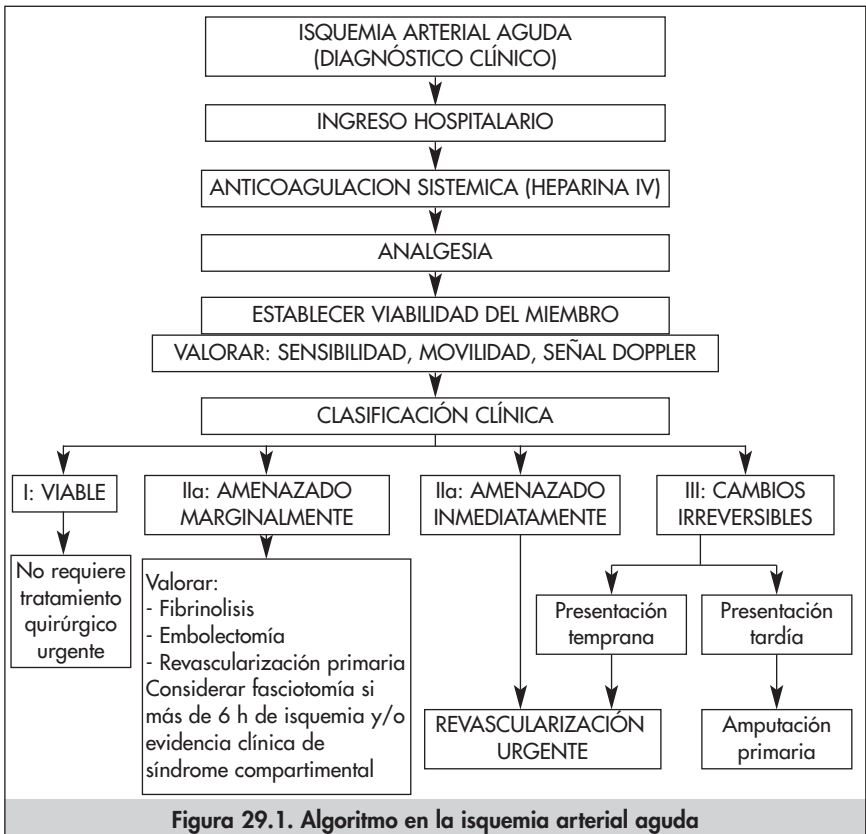 ISQUEMIA ARTERIAL AGUDA
(DIAGNÓSTICO CLÍNICO)
INGRESO HOSPITALARIO
ANTICOAGULACION SISTEMICA (HEPARINA IV)
ANALGESIA
ESTABLECER VIABILIDAD DEL MIEMBRO
VALORAR: SENSIBILIDAD, MOVILIDAD, SEÑAL DOPPLER
CLASIFICACIÓN CLÍNICA
I: VIABLE
No requiere
tratamiento
quirúrgico
urgente
IIa: AMENAZADO
MARGINALMENTE
Valorar:
- Fibrinolisis
- Embolectomía
- Revascularización primaria
Considerar fasciotomía si
más de 6 h de isquemia y/o
evidencia clínica de
síndrome compartimental
IIa: AMENAZADO
INMEDIATAMENTE
III: CAMBIOS
IRREVERSIBLES
Presentación
temprana
Presentación
tardía
REVASCULARIZACIÓN
URGENTE
Amputación
primaria
Figura 29.1. Algoritmo en la isquemia arterial aguda